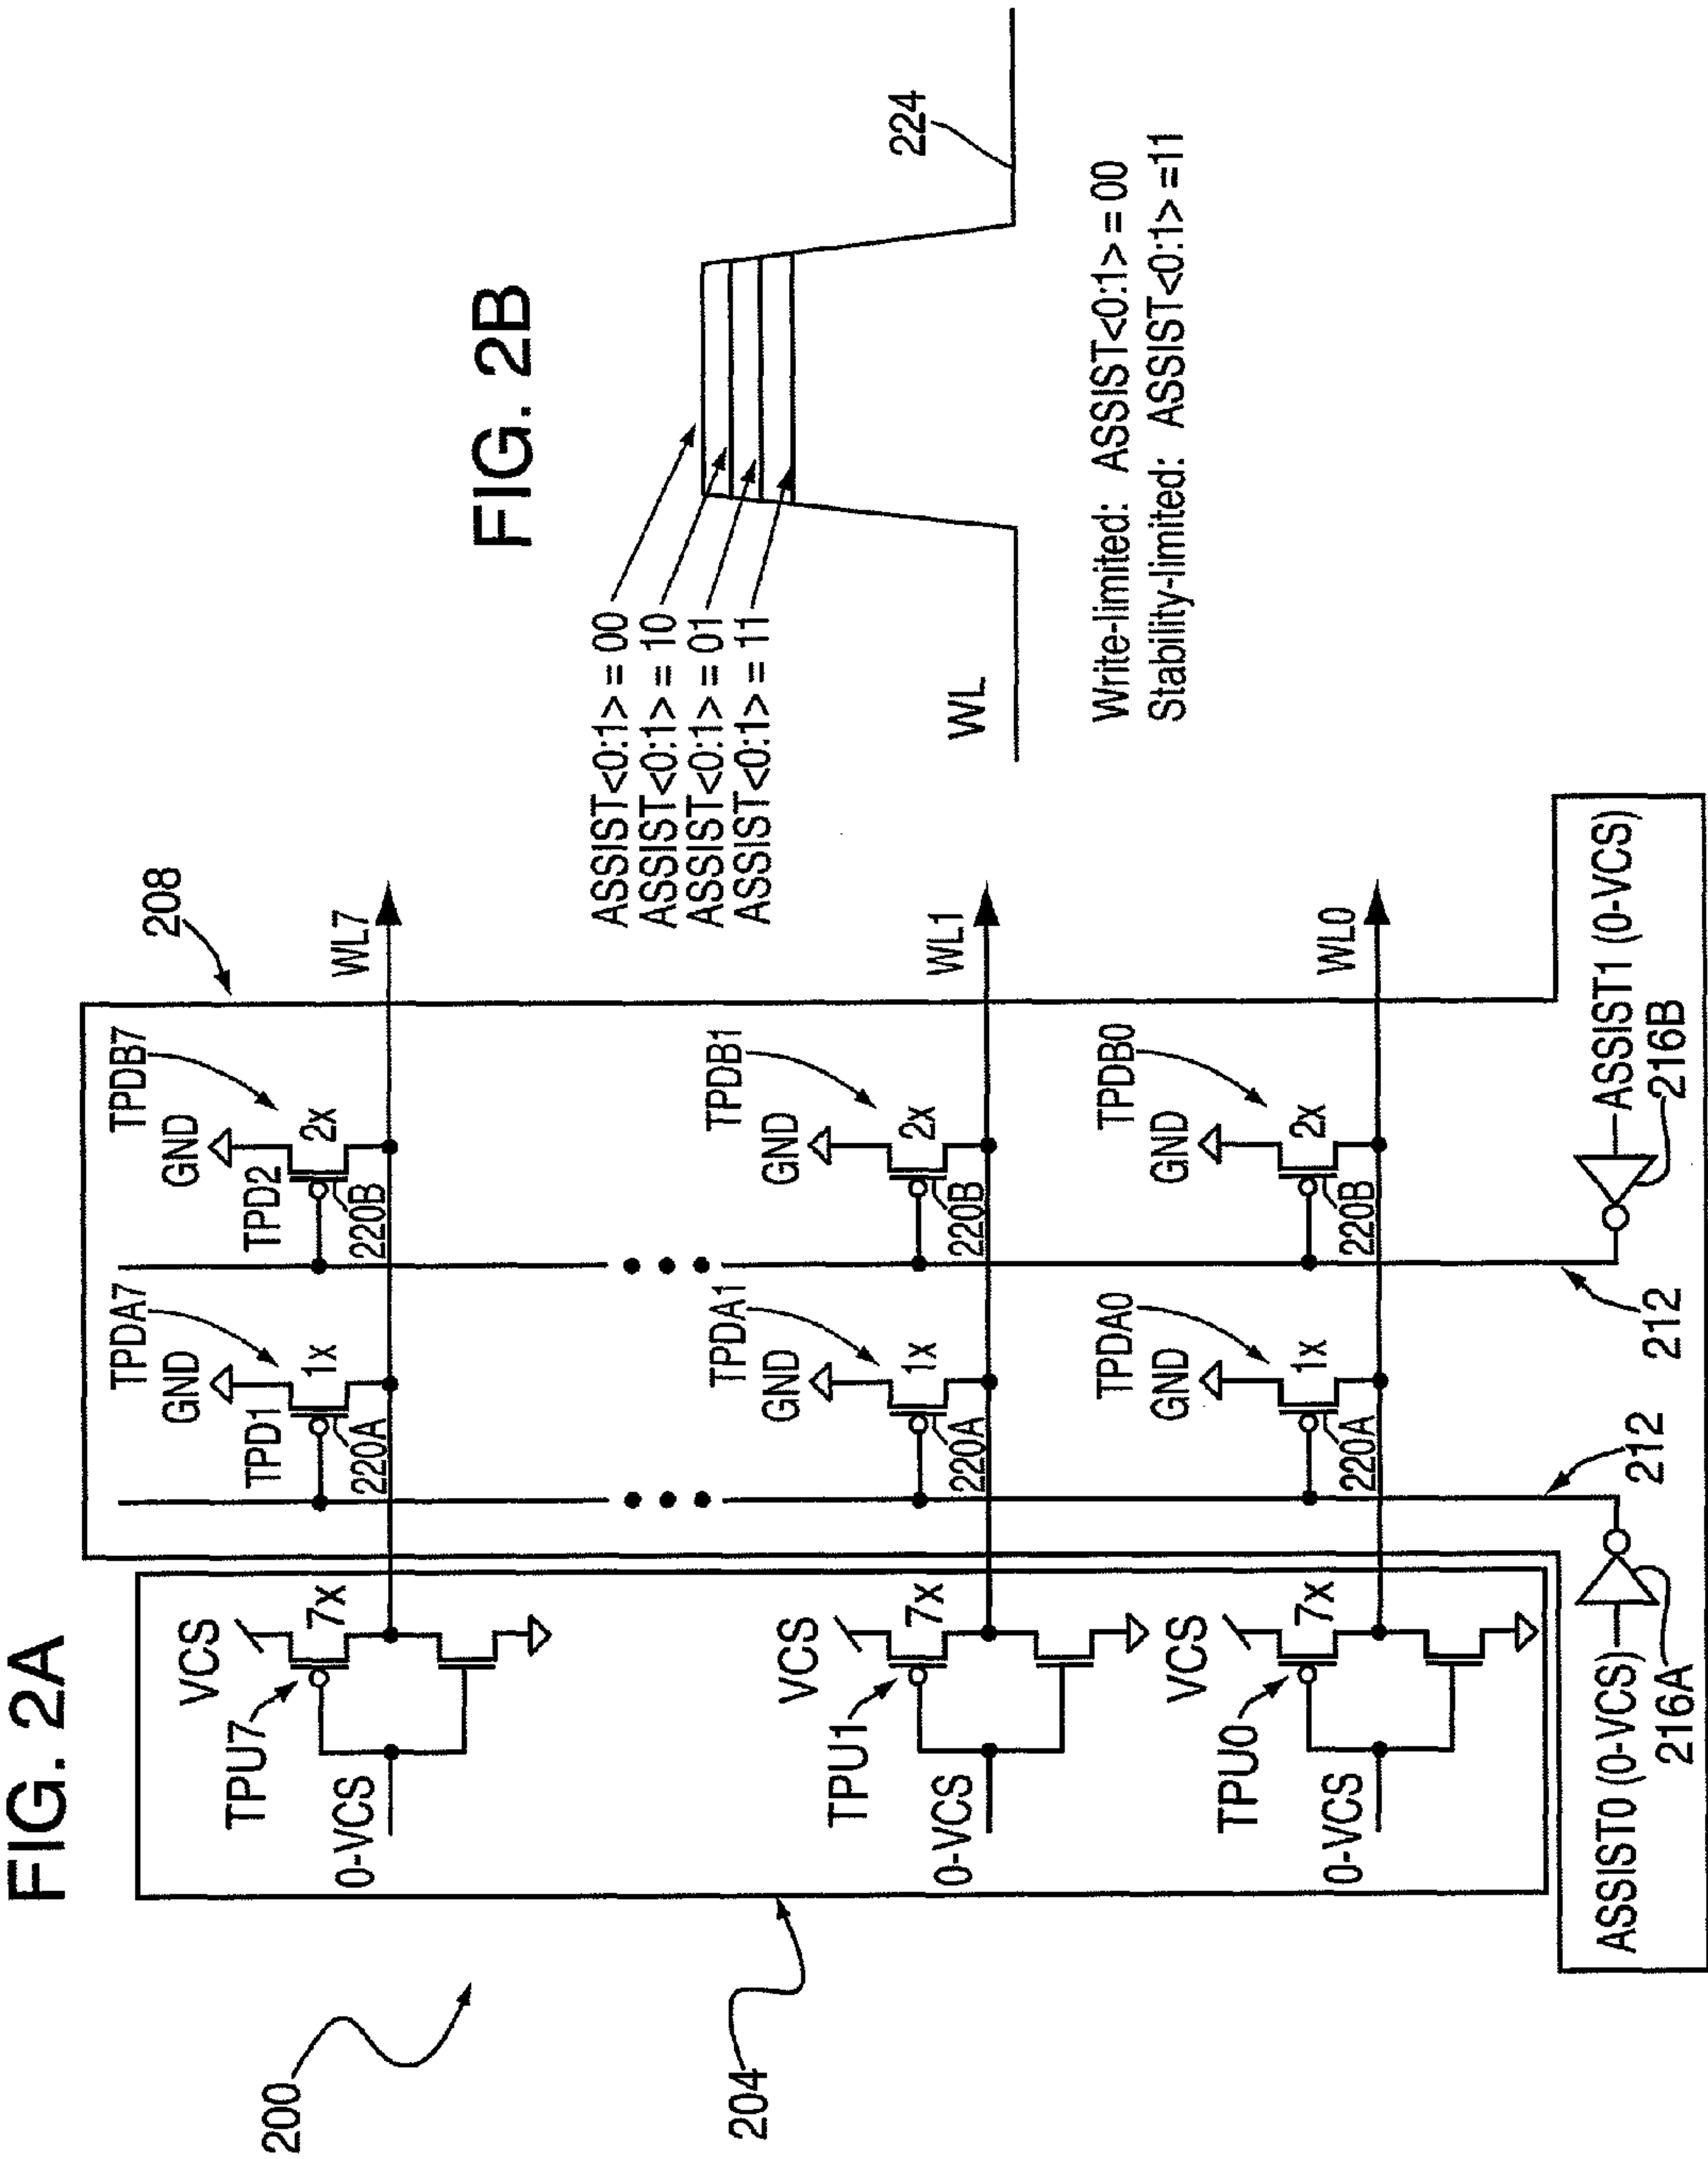 FIG. 2A
200
204
208
VCS
TPU7
7x
0-VCS
TPDA7
GND
TPD1
1x
220A
TPDB7
GND
TPD2
2x
220B
WL7
VCS
TPU1
7x
0-VCS
TPDA1
GND
1x
220A
TPDB1
GND
2x
220B
WL1
VCS
TPU0
7x
0-VCS
TPDA0
GND
1x
220A
TPDB0
GND
2x
220B
WL0
212
212
ASSIST0 (0-VCS)
216A
ASSIST1 (0-VCS)
216B
FIG. 2B
ASSIST<0:1> = 00
ASSIST<0:1> = 10
ASSIST<0:1> = 01
ASSIST<0:1> = 11
WL
224
Write-limited: ASSIST<0:1> = 00
Stability-limited: ASSIST<0:1> =11